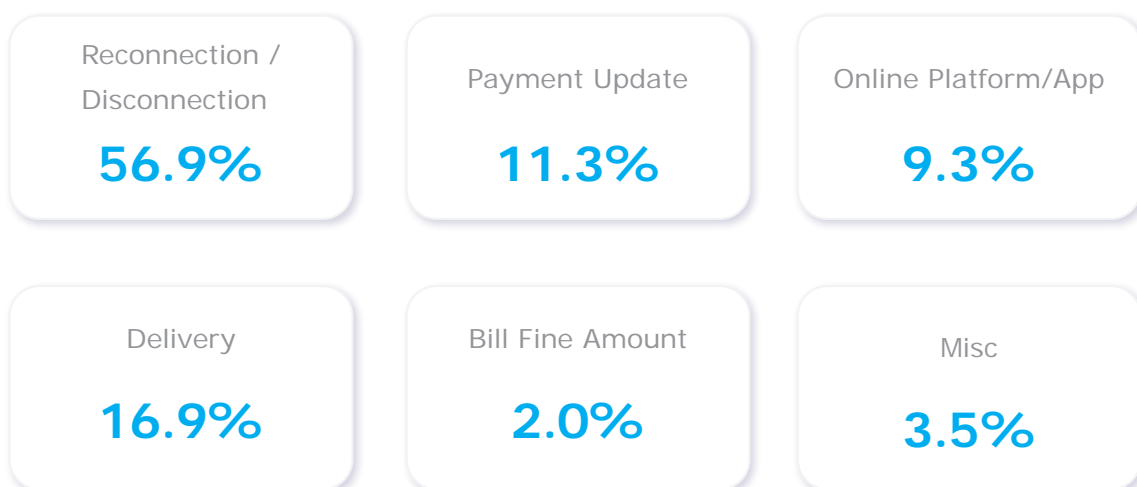 Reconnection /
Disconnection
56.9%
Payment Update
11.3%
Online Platform/App
9.3%
Delivery
16.9%
Bill Fine Amount
2.0%
Misc
3.5%